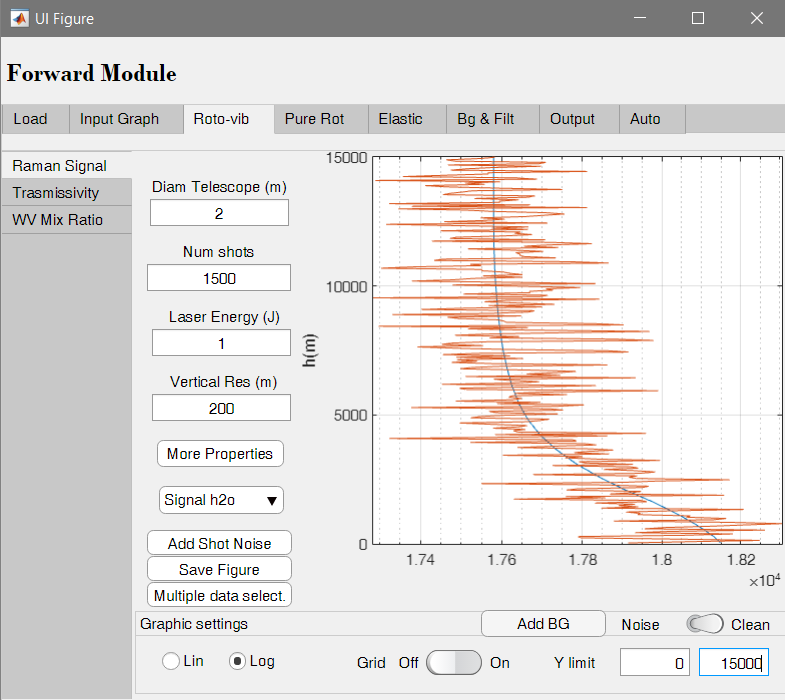 UI Figure
Forward Module
Load Input Graph Roto-vib Pure Rot Elastic Bg & Filt Output Auto
Raman Signal
Trasmissivity
WV Mix Ratio
Diam Telescope (m)
2
Num shots
1500
Laser Energy (J)
1
Vertical Res (m)
200
More Properties
Signal h2o
Add Shot Noise
Save Figure
Multiple data select.
h(m)
15000
10000
5000
0
1.74 1.76 1.78 1.8 1.82
×10⁴
Graphic settings
Add BG Noise Clean
Lin Log Grid Off On Y limit 0 15000